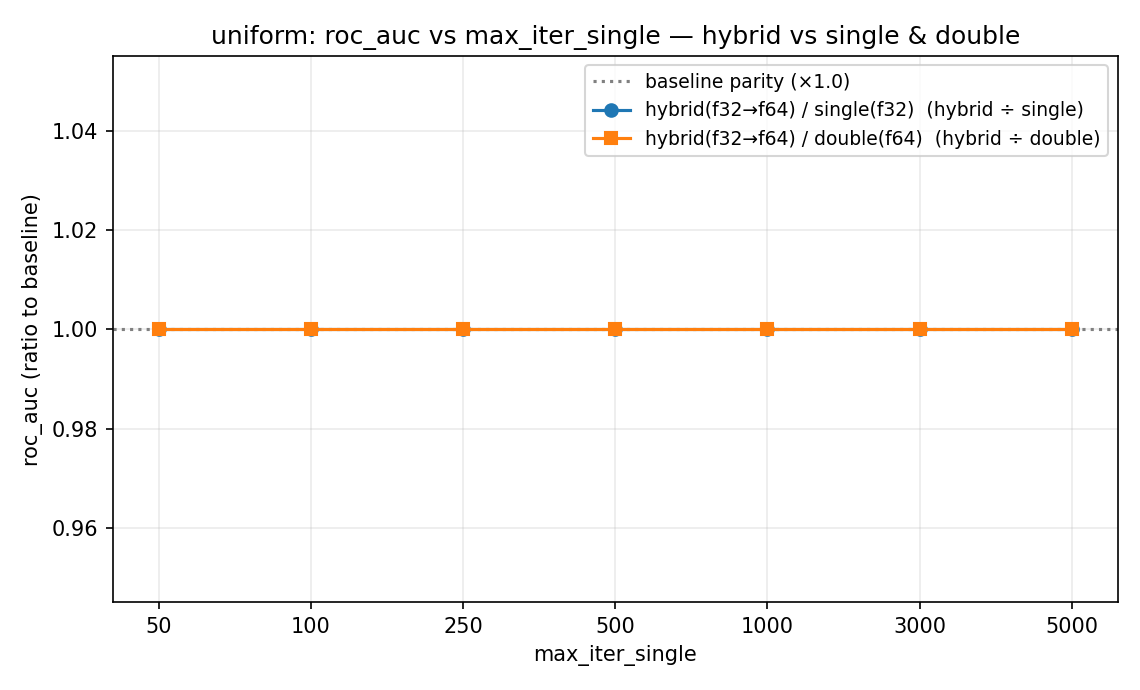 uniform: roc_auc vs max_iter_single — hybrid vs single & double
baseline parity (×1.0)
hybrid(f32→f64) / single(f32)  (hybrid ÷ single)
hybrid(f32→f64) / double(f64)  (hybrid ÷ double)
roc_auc (ratio to baseline)
1.04
1.02
1.00
0.98
0.96
50 100 250 500 1000 3000 5000
max_iter_single